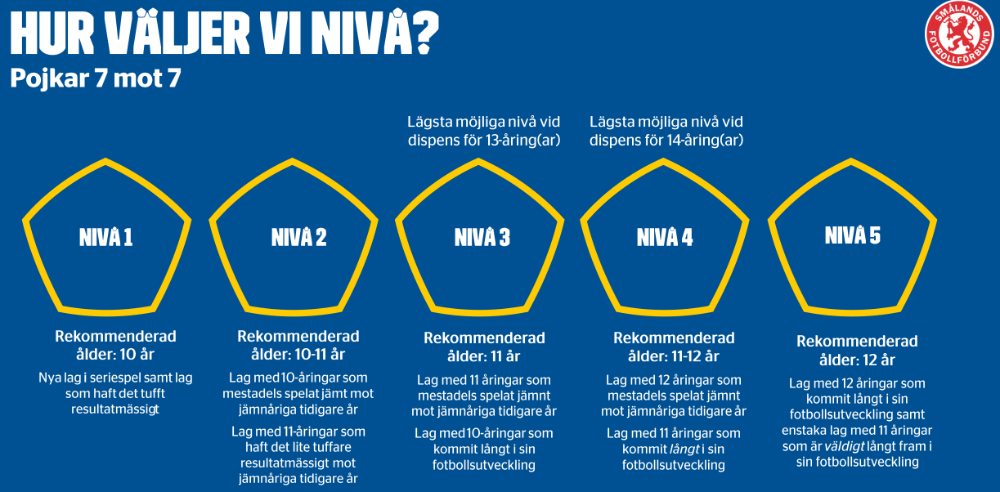 HUR VÄLJER VI NIVÅ?
Pojkar 7 mot 7
SMÅLANDS
FOTBOLLFÖRBUND
Lägsta möjliga nivå vid
dispens för 13-åring(ar)
Lägsta möjliga nivå vid
dispens för 14-åring(ar)
NIVÅ 1
NIVÅ 2
NIVÅ 3
NIVÅ 4
NIVÅ 5
Rekommenderad
ålder: 10 år
Nya lag i seriespel samt lag
som haft det tufft
resultatmässigt
Rekommenderad
ålder: 10-11 år
Lag med 10-åringar som
mestadels spelat jämt mot
jämnåriga tidigare år
Lag med 11-åringar som
haft det lite tuffare
resultatmässigt mot
jämnåriga tidigare år
Rekommenderad
ålder: 11 år
Lag med 11 åringar som
mestadels spelat jämnt
mot jämnåriga tidigare år
Lag med 10-åringar som
kommit långt i sin
fotbollsutveckling
Rekommenderad
ålder: 11-12 år
Lag med 12 åringar som
mestadels spelat jämnt
mot jämnåriga tidigare år
Lag med 11 åringar som
kommit långt i sin
fotbollsutveckling
Rekommenderad
ålder: 12 år
Lag med 12 åringar som
kommit långt i sin
fotbollsutveckling samt
enstaka lag med 11 åringar
som är väldigt långt fram i
sin fotbollsutveckling